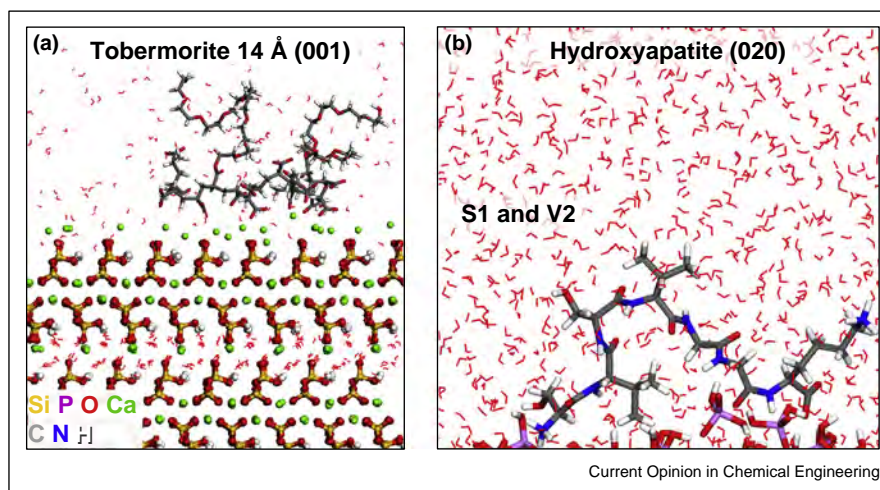 (a)
Tobermorite 14 Å (001)
Si P O Ca
C N H
(b)
Hydroxyapatite (020)
S1 and V2
Current Opinion in Chemical Engineering